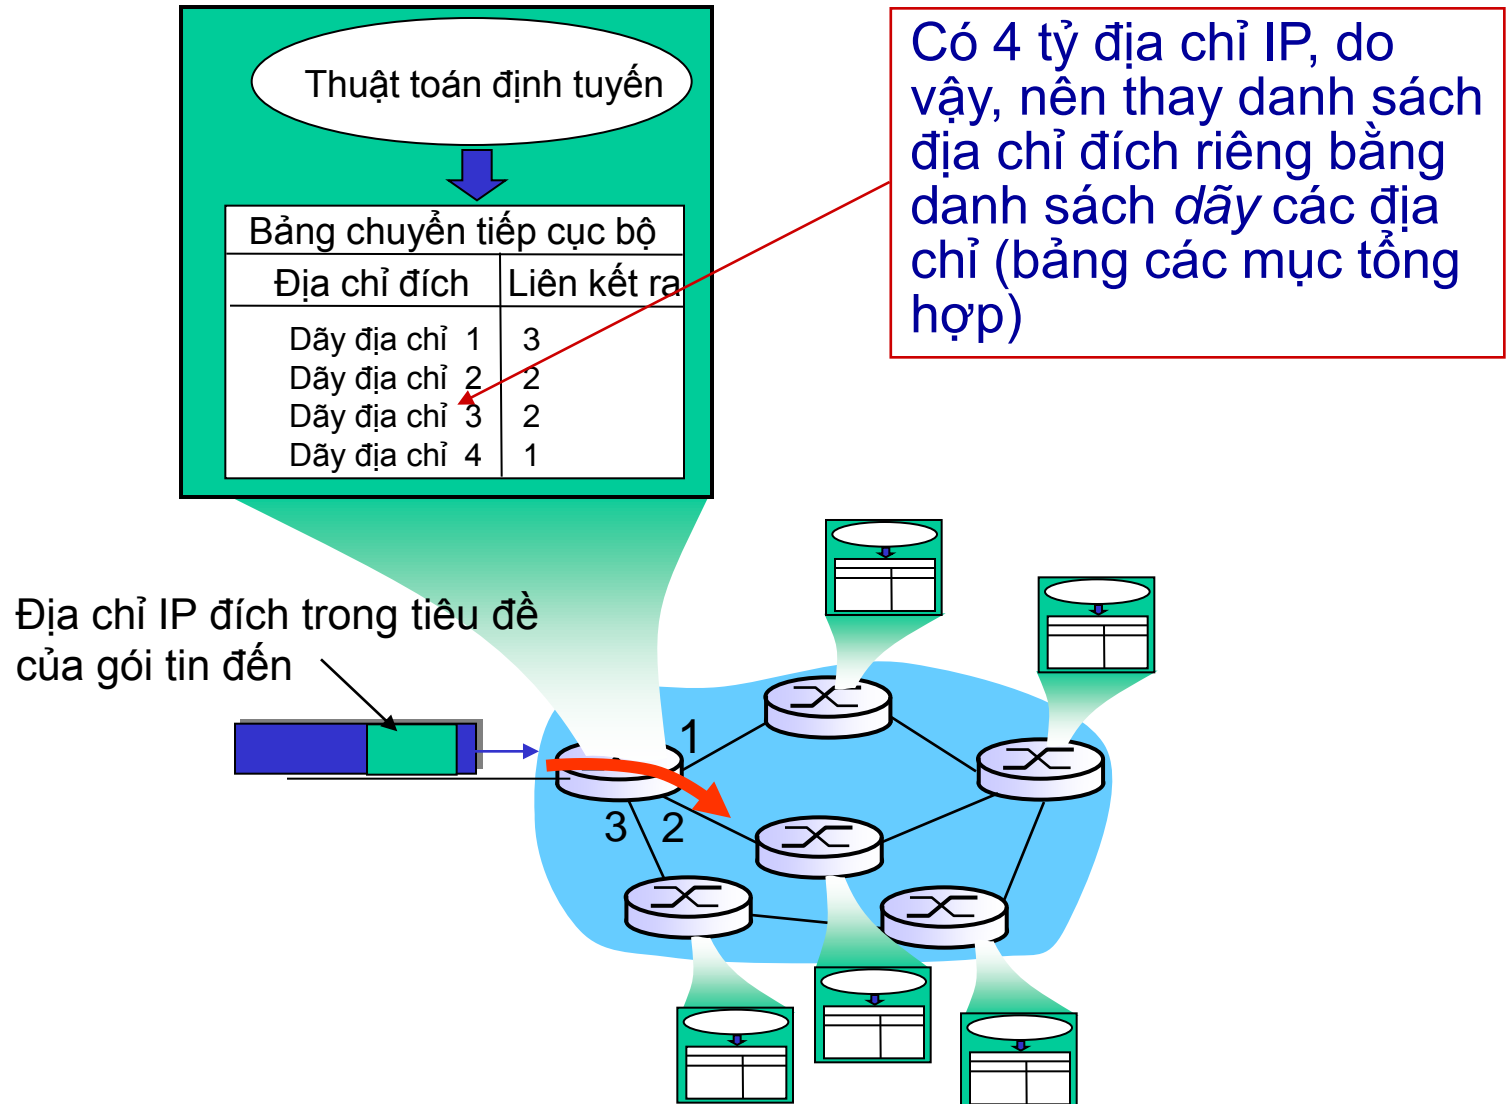 Thuật toán định tuyến
Bảng chuyển tiếp cục bộ
Địa chỉ đích Liên kết ra
Dãy địa chỉ 1 3
Dãy địa chỉ 2 2
Dãy địa chỉ 3 2
Dãy địa chỉ 4 1
Có 4 tỷ địa chỉ IP, do
vậy, nên thay danh sách
địa chỉ đích riêng bằng
danh sách dãy các địa
chỉ (bảng các mục tổng
hợp)
Địa chỉ IP đích trong tiêu đề
của gói tin đến
1
3 2